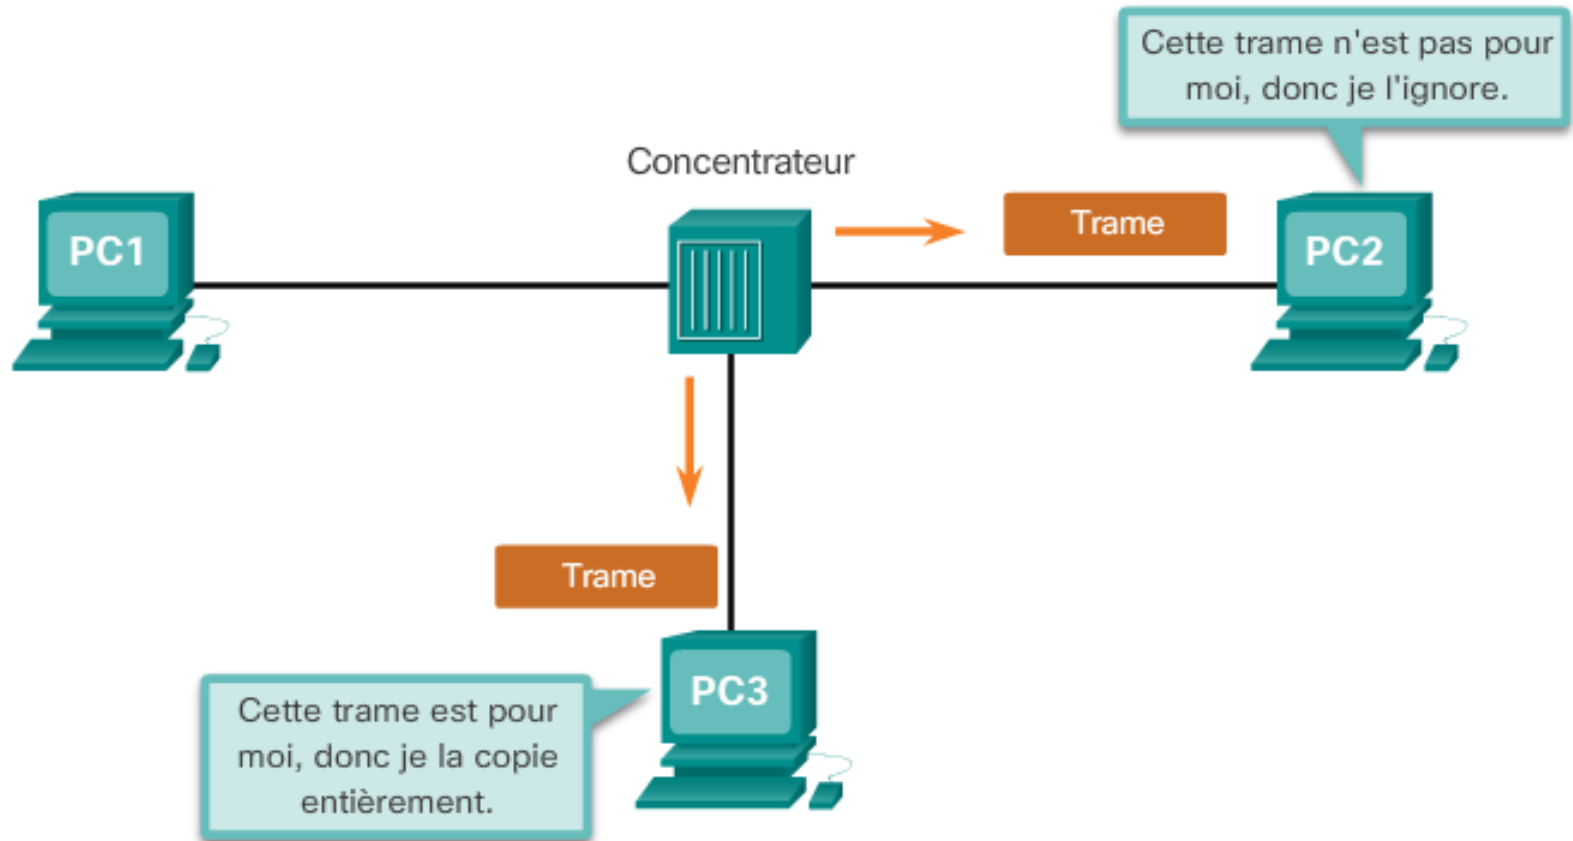 Cette trame n'est pas pour
moi, donc je l'ignore.
Concentrateur
Trame
PC1
PC2
Trame
PC3
Cette trame est pour
moi, donc je la copie
entièrement.